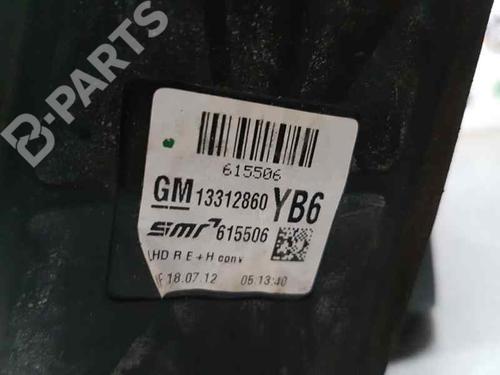 B-PARTS
615506
GM 13312860 YB6
smr 615506
LHD R E + H conv
18.07.12 05:13:40